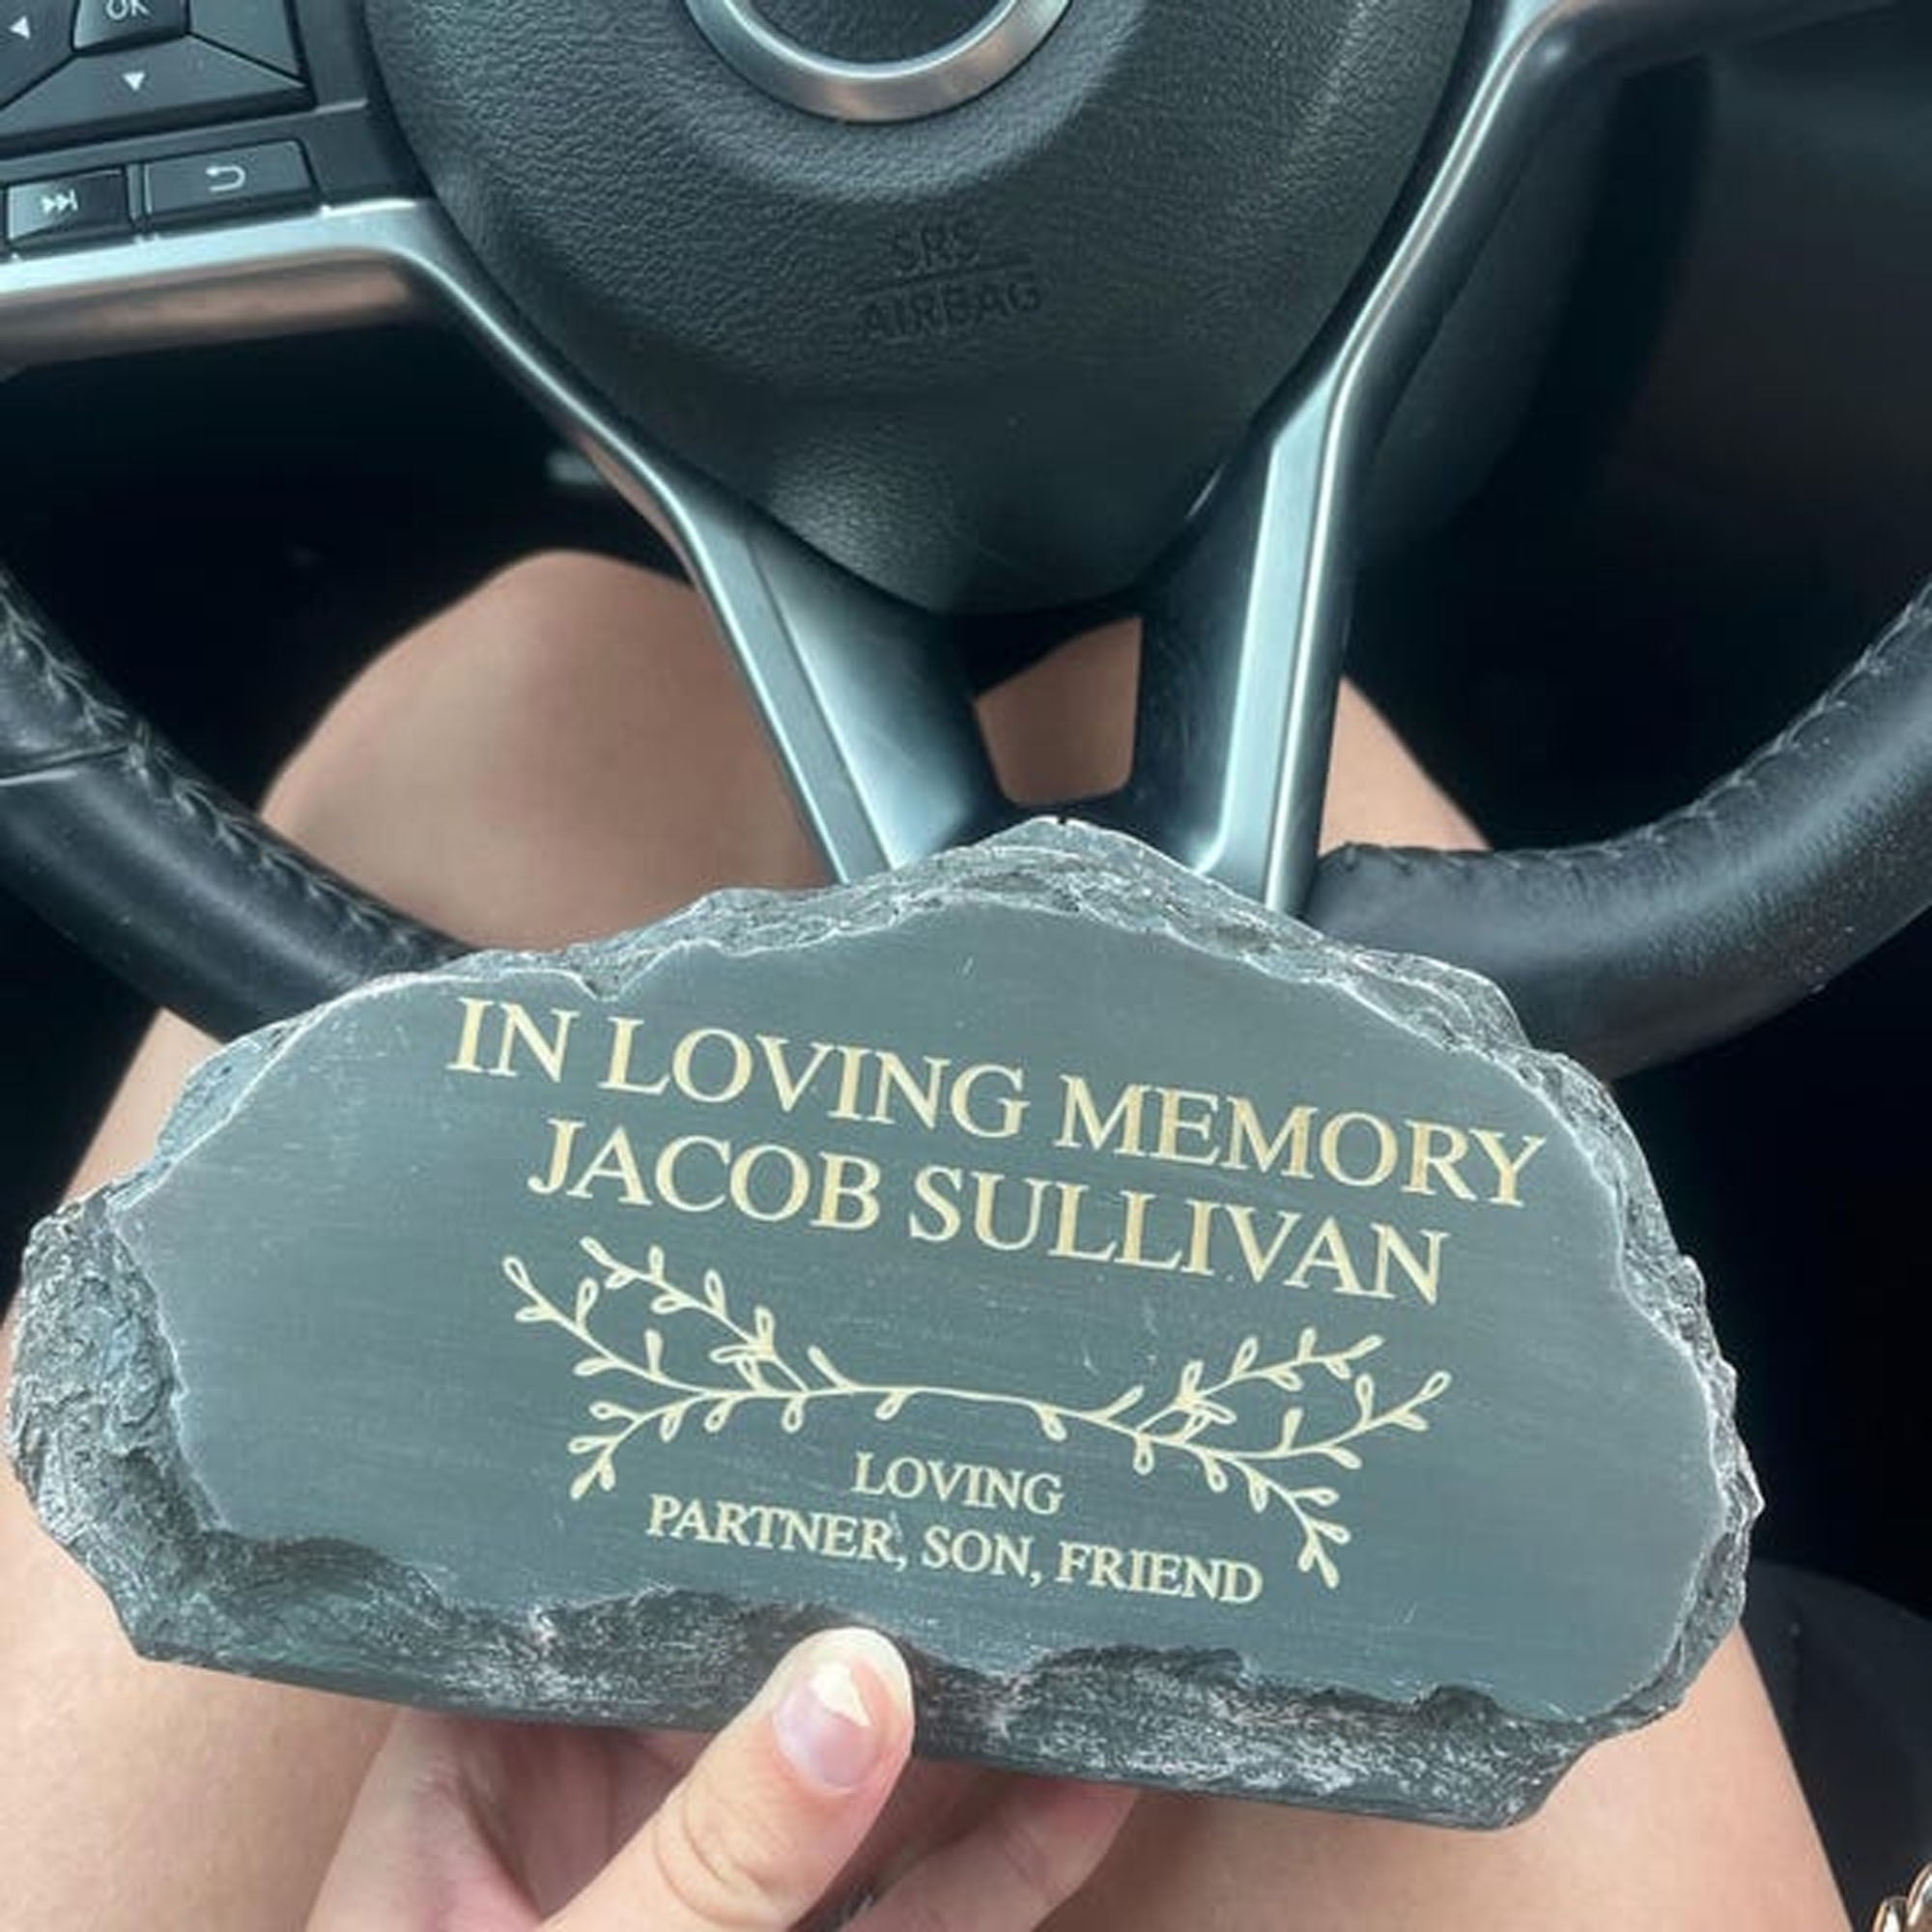 OK
SRS
AIRBAG
IN LOVING MEMORY
JACOB SULLIVAN
LOVING
PARTNER, SON, FRIEND